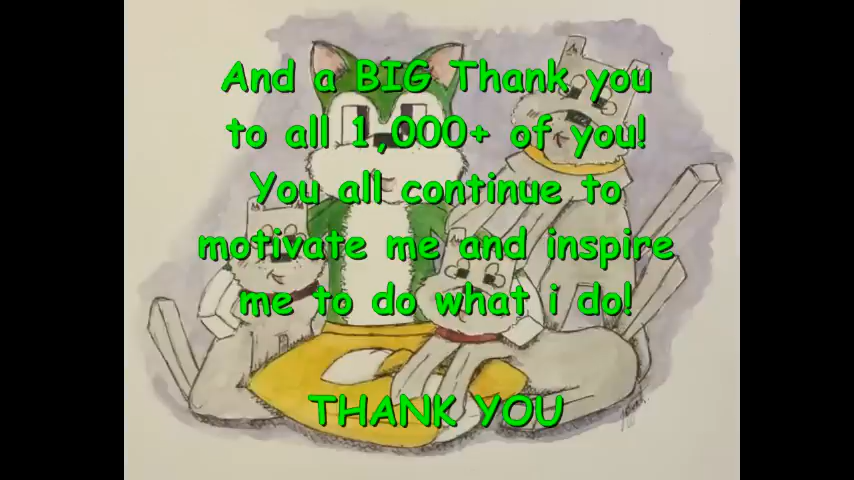 And a BIG Thank you
to all 1,000+ of you!
You all continue to
motivate me and inspire
me to do what i do!
THANK YOU